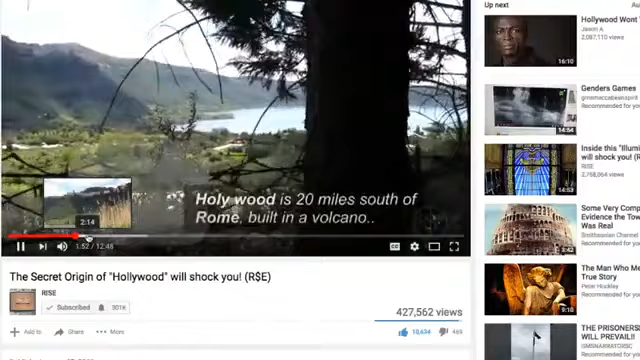 Up next
Hollywood Wont
Jason A
2,087,110 views
16:10
Genders Games
Recommended for you
14:54
Inside this "Illumi
will shock you! (R
RISE
2,758,064 views
14:53
Holy wood is 20 miles south of
Rome, built in a volcano..
2:14
1:52 / 12:48
CC
Some Very Comp
Evidence the Tow
Was Real
Smithsonian Channel
Recommended for you
3:42
The Secret Origin of "Hollywood" will shock you! (R$E)
RISE
Subscribed
301K
427,562 views
Add to
Share
More
10,634
The Man Who Me
True Story
Peter Hockley
Recommended for you
9:18
THE PRISONERS
WILL PREVAIL!!
Recommended for you